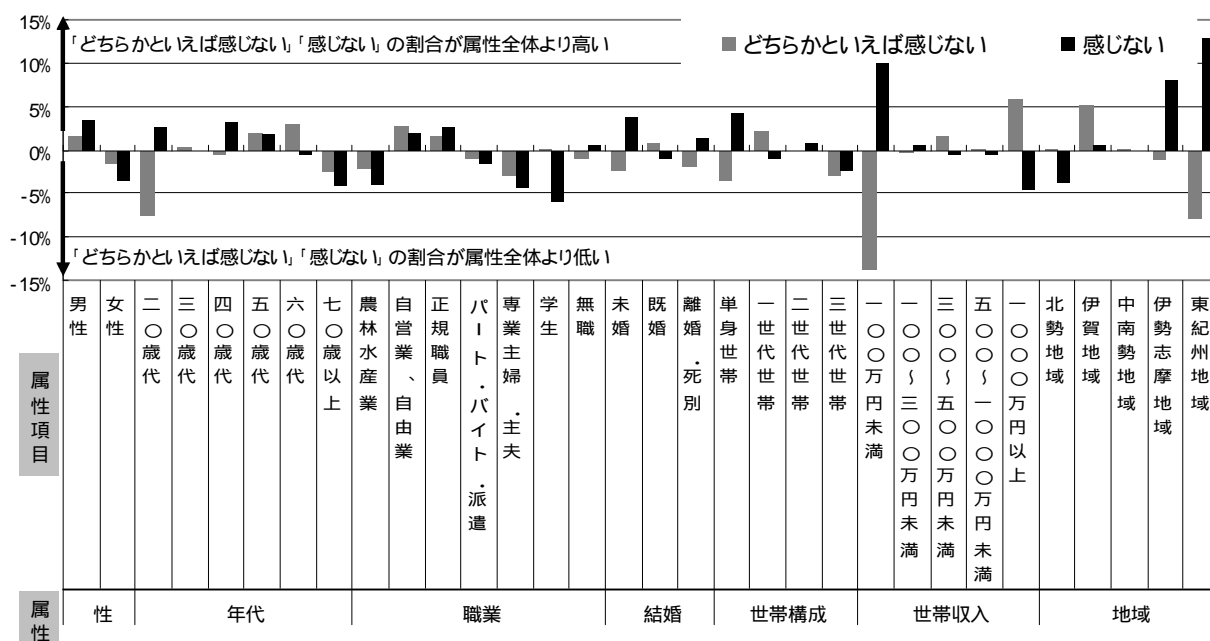 15%
10%
5%
0%
-5%
-10%
-15%
「どちらかといえば感じない」「感じない」の割合が属性全体より高い
どちらかといえば感じない
感じない
「どちらかといえば感じない」「感じない」の割合が属性全体より低い
属性項目
男性
女性
二〇歳代
三〇歳代
四〇歳代
五〇歳代
六〇歳代
七〇歳以上
農林水産業
自営業、自由業
正規職員
パート・バイト・派遣
専業主婦・主夫
学生
無職
未婚
既婚
離婚・死別
単身世帯
一世代世帯
二世代世帯
三世代世帯
一〇〇万円未満
一〇〇~三〇〇万円未満
三〇〇~五〇〇万円未満
五〇〇~一〇〇〇万円未満
一〇〇〇万円以上
北勢地域
伊賀地域
中南勢地域
伊勢志摩地域
東紀州地域
属性
性
年代
職業
結婚
世帯構成
世帯収入
地域